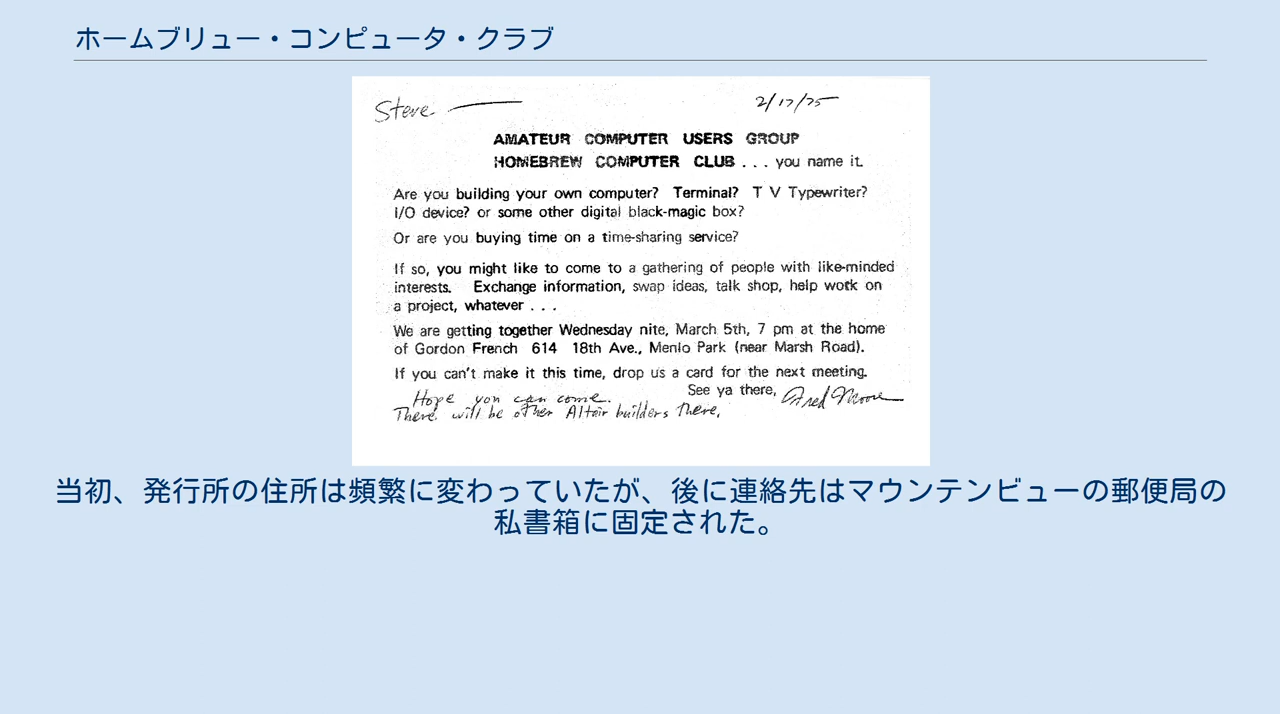 ホームブリュー・コンピュータ・クラブ
Steve
2/17/75
AMATEUR COMPUTER USERS GROUP
HOMEBREW COMPUTER CLUB . . . you name it.
Are you building your own computer? Terminal? T V Typewriter?
I/O device? or some other digital black-magic box?
Or are you buying time on a time-sharing service?
If so, you might like to come to a gathering of people with like-minded
interests. Exchange information, swap ideas, talk shop, help work on
a project, whatever . . .
We are getting together Wednesday nite, March 5th, 7 pm at the home
of Gordon French 614 18th Ave., Menlo Park (near Marsh Road).
If you can't make it this time, drop us a card for the next meeting.
See ya there, Fred Moore
Hope you can come.
There will be other Altair builders there.
当初、発行所の住所は頻繁に変わっていたが、後に連絡先はマウンテンビューの郵便局の
私書箱に固定された。